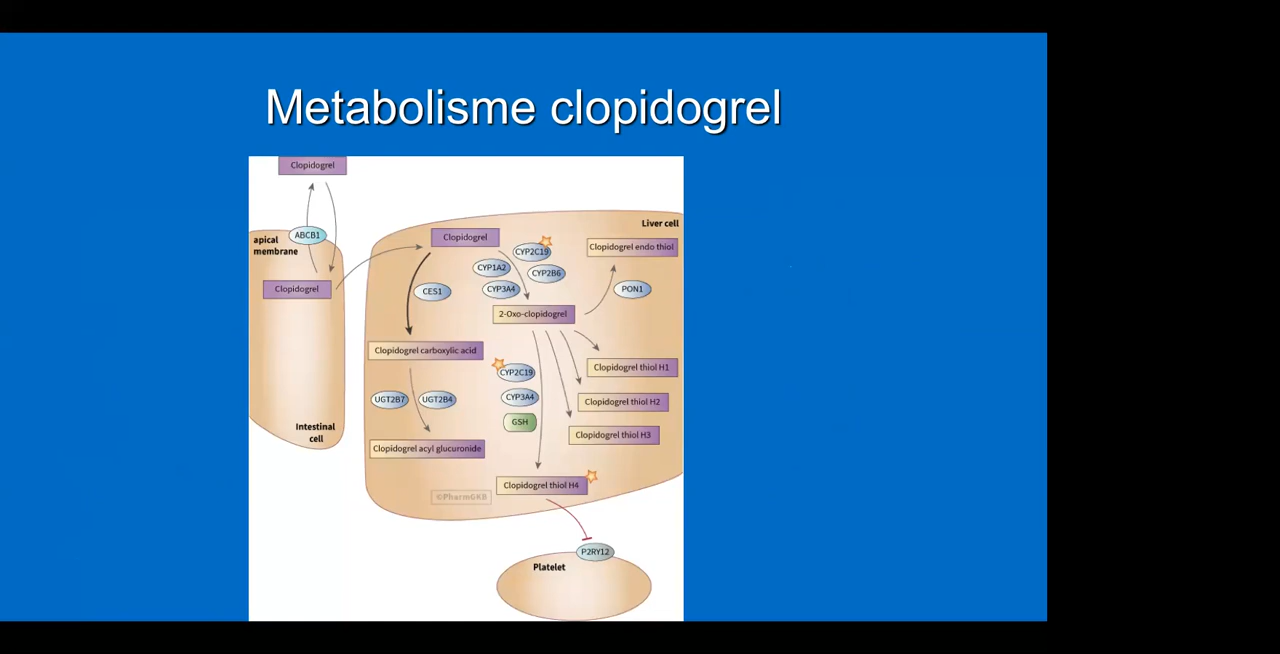 Metabolisme clopidogrel
Clopidogrel
ABCB1
apical
membrane
Clopidogrel
Intestinal
cell
Liver cell
Clopidogrel
CYP2C19
CYP1A2
CYP2B6
CYP3A4
Clopidogrel endo thiol
CES1
PON1
2-Oxo-clopidogrel
Clopidogrel carboxylic acid
CYP2C19
CYP3A4
GSH
Clopidogrel thiol H1
Clopidogrel thiol H2
Clopidogrel thiol H3
UGT2B7
UGT2B4
Clopidogrel acyl glucuronide
Clopidogrel thiol H4
©PharmGKB
P2RY12
Platelet